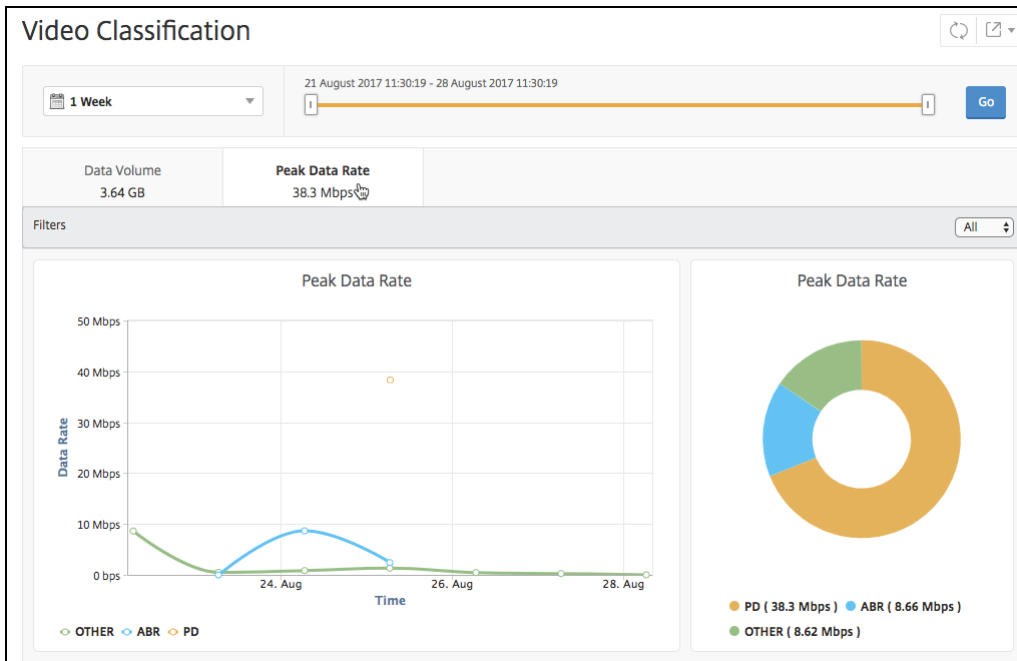 Video Classification
1 Week
21 August 2017 11:30:19 - 28 August 2017 11:30:19
Go
Data Volume
3.64 GB
Peak Data Rate
38.3 Mbps
Filters
All
Peak Data Rate
50 Mbps
40 Mbps
30 Mbps
20 Mbps
10 Mbps
0 bps
Data Rate
24. Aug
26. Aug
28. Aug
Time
OTHER ABR PD
Peak Data Rate
PD ( 38.3 Mbps ) ABR ( 8.66 Mbps )
OTHER ( 8.62 Mbps )